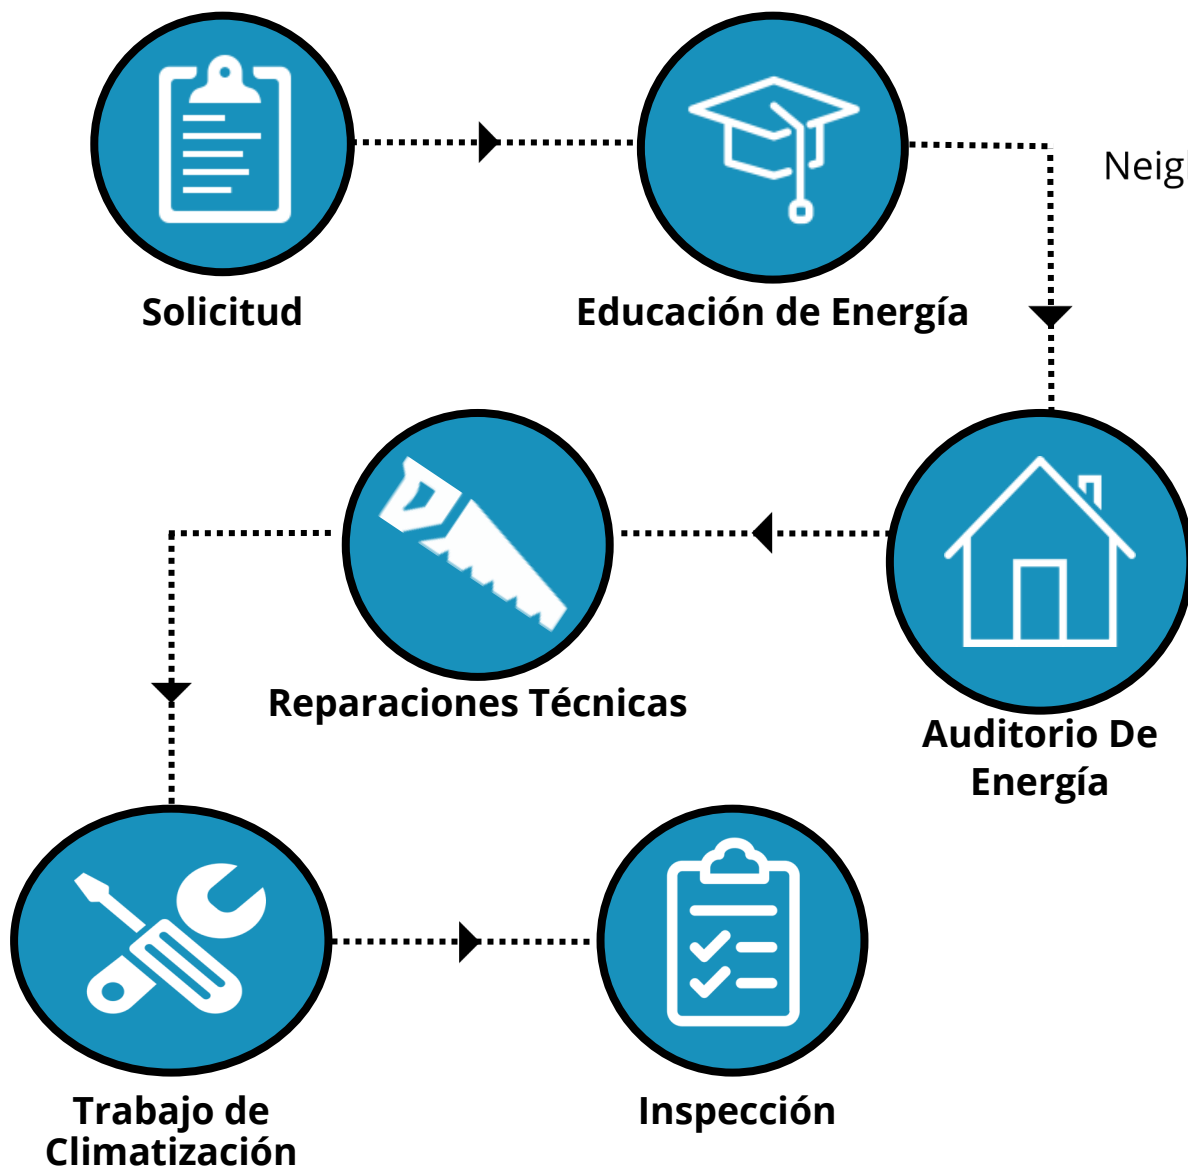 Solicitud
Educación de Energía
Reparaciones Técnicas
Auditorio De
Energía
Trabajo de
Climatización
Inspección